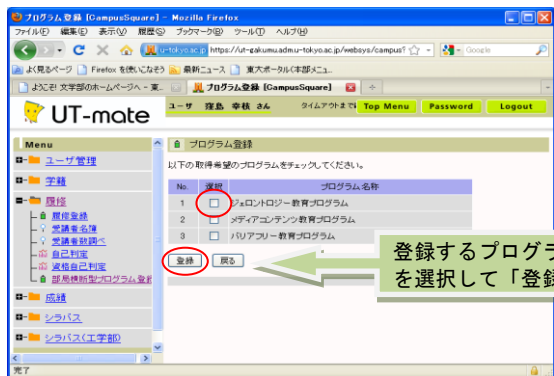 プログラム登録 [CampusSquare] - Mozilla Firefox
ファイル(F) 編集(E) 表示(V) 履歴(S) ブックマーク(B) ツール(T) ヘルプ(H)
u-tokyo.ac.jp https://ut-gakumu.adm.u-tokyo.ac.jp/websys/campus? Google
よく見るページ Firefox を使いこなそう 最新ニュース 東大ポータル(本部メニュ...
ようこそ! 文学部のホームページへ - 東... プログラム登録 [CampusSquare]
UT-mate
ユーザ 幸枝 さん タイムアウトまで Top Menu Password Logout
Menu
ユーザ管理
学籍
履修
履修登録
受講者名簿
受講者数調べ
自己判定
資格自己判定
部局横断型プログラム登
成績
シラバス
シラバス(工学部)
プログラム登録
以下の取得希望のプログラムをチェックしてください。
No. 選択 プログラム名称
1 ジェロントロジー教育プログラム
2 メディアコンテンツ教育プログラム
3 バリアフリー教育プログラム
登録 戻る
登録するプログラ
を選択して「登録
完了